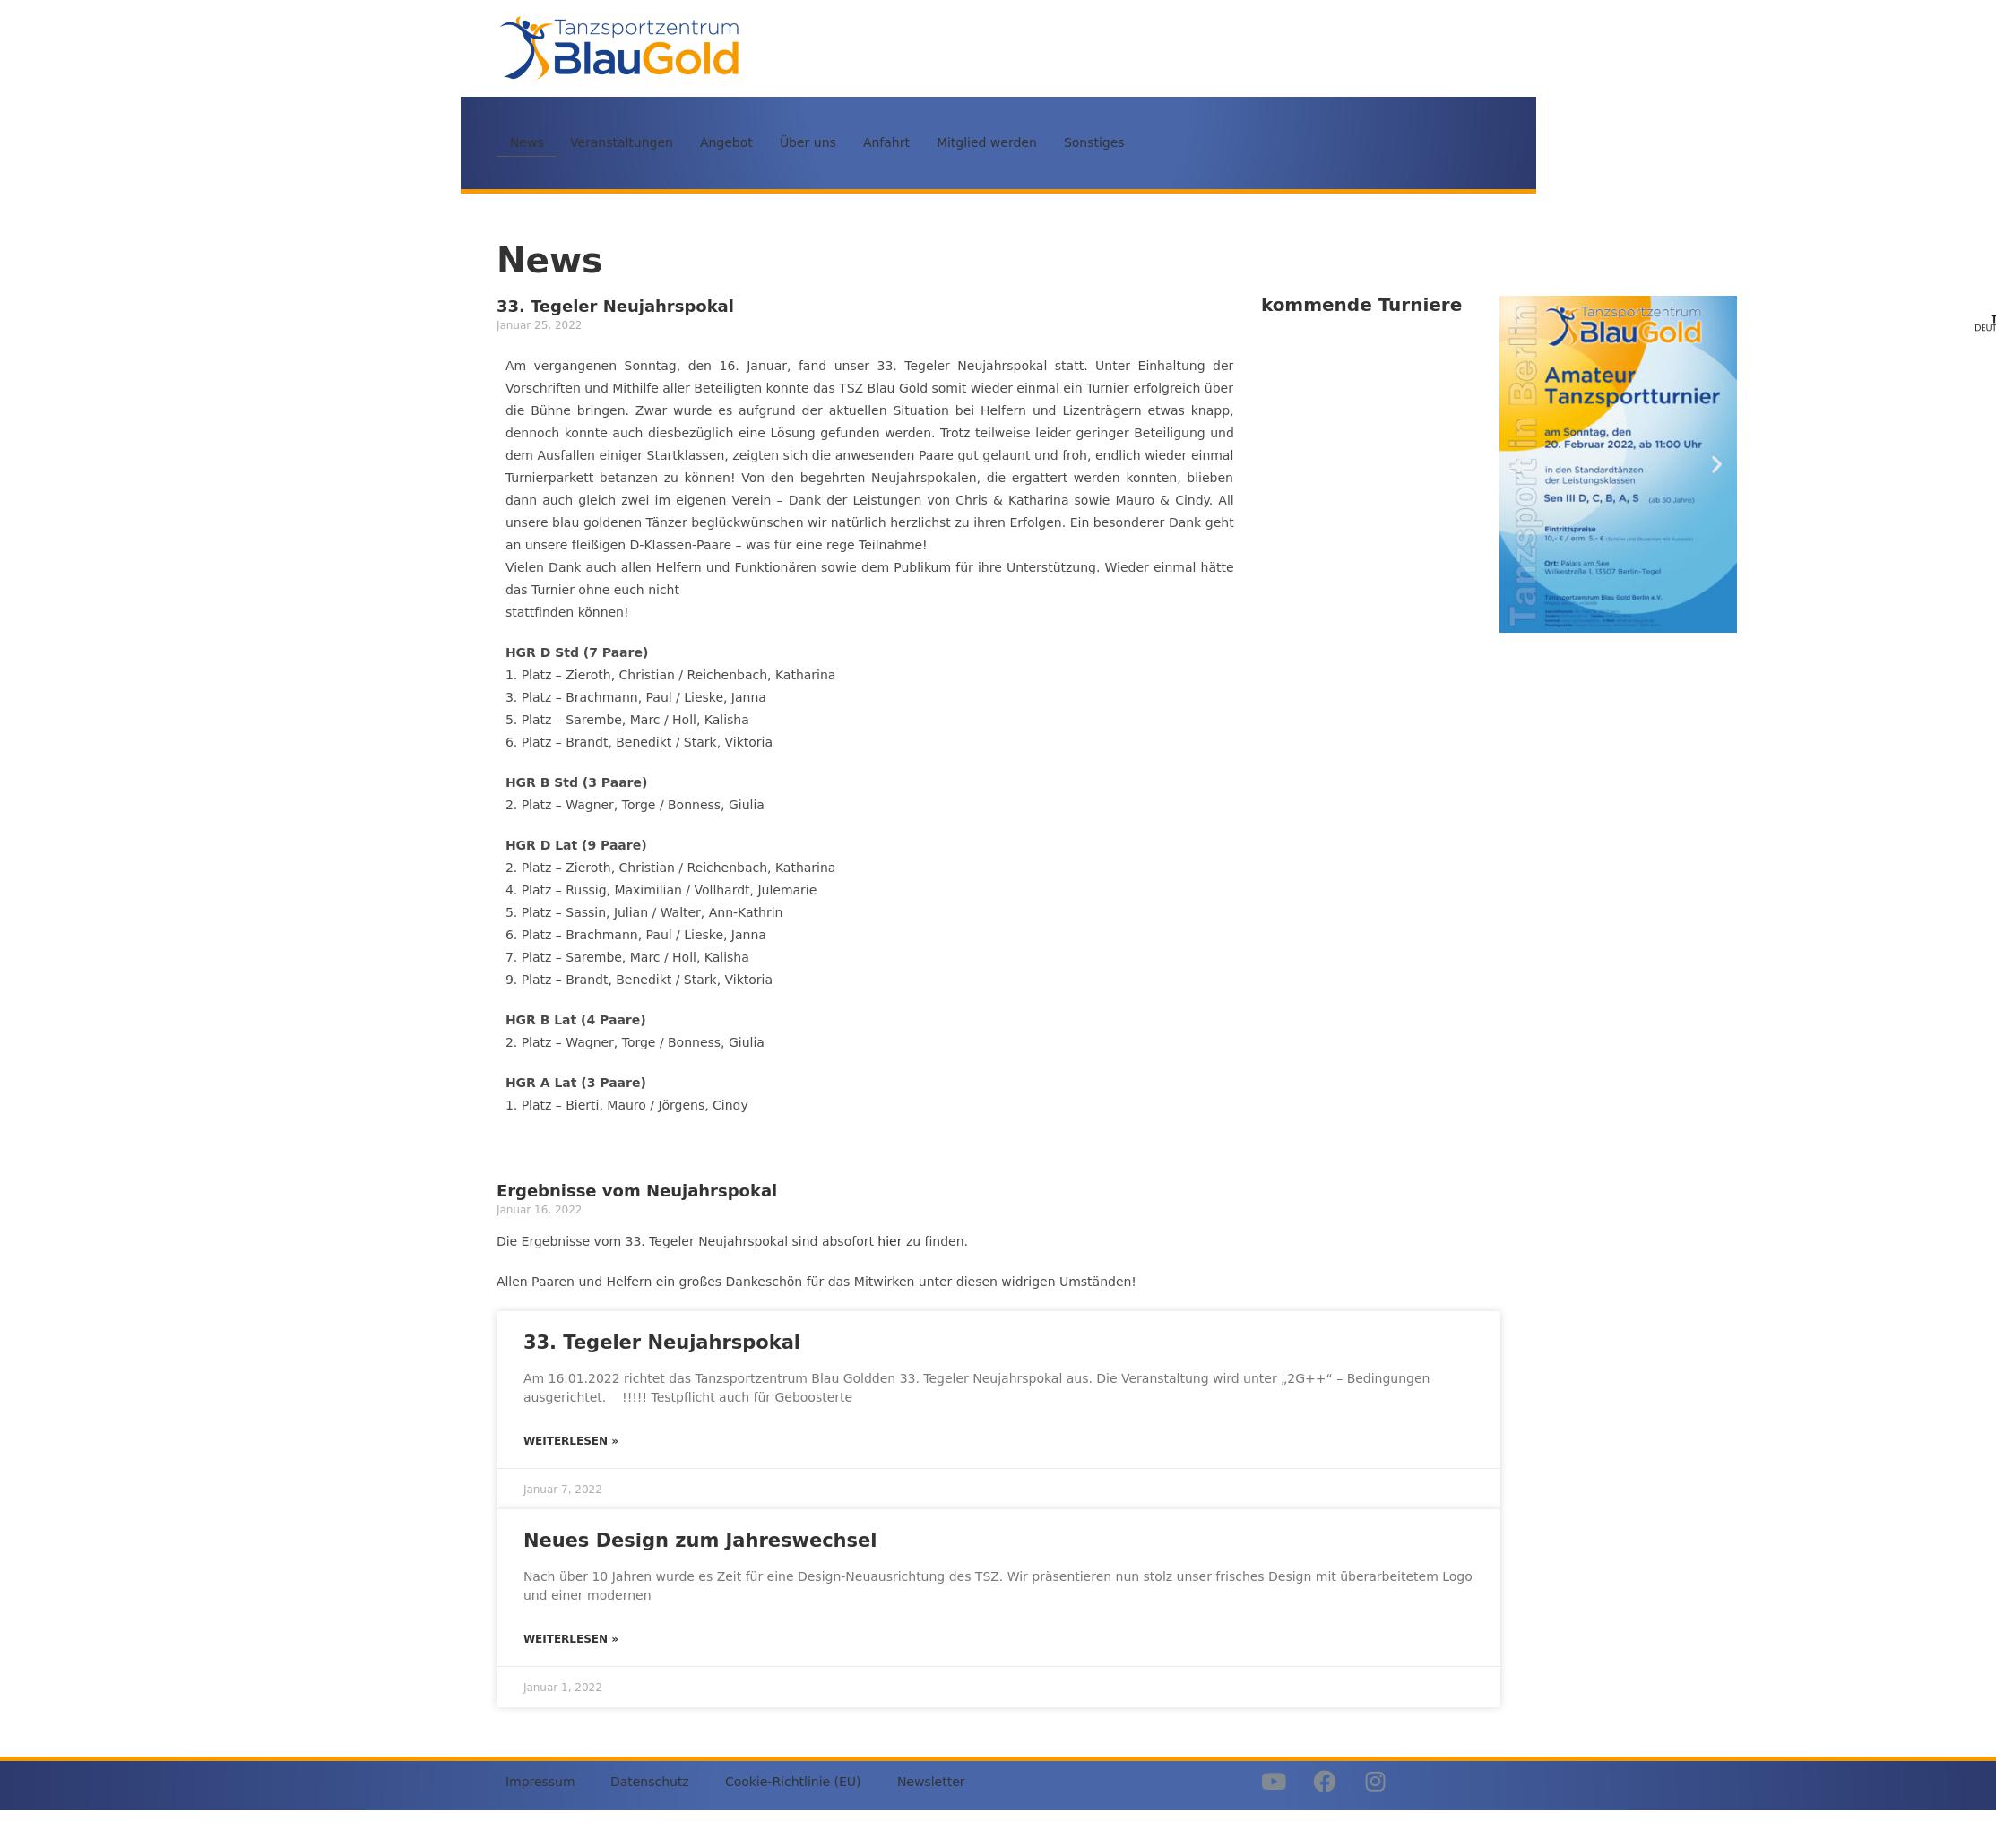 Tanzsportzentrum
BlauGold
News
Veranstaltungen
Angebot
Über uns
Anfahrt
Mitglied werden
Sonstiges
News
33. Tegeler Neujahrspokal
Januar 25, 2022
Am vergangenen Sonntag, den 16. Januar, fand unser 33. Tegeler Neujahrspokal statt. Unter Einhaltung der
Vorschriften und Mithilfe aller Beteiligten konnte das TSZ Blau Gold somit wieder einmal ein Turnier erfolgreich über
die Bühne bringen. Zwar wurde es aufgrund der aktuellen Situation bei Helfern und Lizenträgern etwas knapp,
dennoch konnte auch diesbezüglich eine Lösung gefunden werden. Trotz teilweise leider geringer Beteiligung und
dem Ausfallen einiger Startklassen, zeigten sich die anwesenden Paare gut gelaunt und froh, endlich wieder einmal
Turnierparkett betanzen zu können! Von den begehrten Neujahrspokalen, die ergattert werden konnten, blieben
dann auch gleich zwei im eigenen Verein – Dank der Leistungen von Chris & Katharina sowie Mauro & Cindy. All
unsere blau goldenen Tänzer beglückwünschen wir natürlich herzlichst zu ihren Erfolgen. Ein besonderer Dank geht
an unsere fleißigen D-Klassen-Paare – was für eine rege Teilnahme!
Vielen Dank auch allen Helfern und Funktionären sowie dem Publikum für ihre Unterstützung. Wieder einmal hätte
das Turnier ohne euch nicht
stattfinden können!
HGR D Std (7 Paare)
1. Platz – Zieroth, Christian / Reichenbach, Katharina
3. Platz – Brachmann, Paul / Lieske, Janna
5. Platz – Sarembe, Marc / Holl, Kalisha
6. Platz – Brandt, Benedikt / Stark, Viktoria
HGR B Std (3 Paare)
2. Platz – Wagner, Torge / Bonness, Giulia
HGR D Lat (9 Paare)
2. Platz – Zieroth, Christian / Reichenbach, Katharina
4. Platz – Russig, Maximilian / Vollhardt, Julemarie
5. Platz – Sassin, Julian / Walter, Ann-Kathrin
6. Platz – Brachmann, Paul / Lieske, Janna
7. Platz – Sarembe, Marc / Holl, Kalisha
9. Platz – Brandt, Benedikt / Stark, Viktoria
HGR B Lat (4 Paare)
2. Platz – Wagner, Torge / Bonness, Giulia
HGR A Lat (3 Paare)
1. Platz – Bierti, Mauro / Jörgens, Cindy
kommende Turniere
Tanzsport in Berlin
Tanzsportzentrum
BlauGold
Amateur
Tanzsportturnier
am Sonntag, den
20. Februar 2022, ab 11:00 Uhr
in den Standardtänzen
der Leistungsklassen
Sen III D, C, B, A, S (ab 50 Jahre)
Eintrittspreise
10,- € / erm. 5,- €
Ort: Palais am See
Wilkestraße 1, 13507 Berlin-Tegel
Tanzsportzentrum Blau Gold Berlin e.V.
Ergebnisse vom Neujahrspokal
Januar 16, 2022
Die Ergebnisse vom 33. Tegeler Neujahrspokal sind absofort hier zu finden.
Allen Paaren und Helfern ein großes Dankeschön für das Mitwirken unter diesen widrigen Umständen!
33. Tegeler Neujahrspokal
Am 16.01.2022 richtet das Tanzsportzentrum Blau Goldden 33. Tegeler Neujahrspokal aus. Die Veranstaltung wird unter „2G++“ – Bedingungen
ausgerichtet. !!!!! Testpflicht auch für Geboosterte
WEITERLESEN »
Januar 7, 2022
Neues Design zum Jahreswechsel
Nach über 10 Jahren wurde es Zeit für eine Design-Neuausrichtung des TSZ. Wir präsentieren nun stolz unser frisches Design mit überarbeitetem Logo
und einer modernen
WEITERLESEN »
Januar 1, 2022
Impressum
Datenschutz
Cookie-Richtlinie (EU)
Newsletter